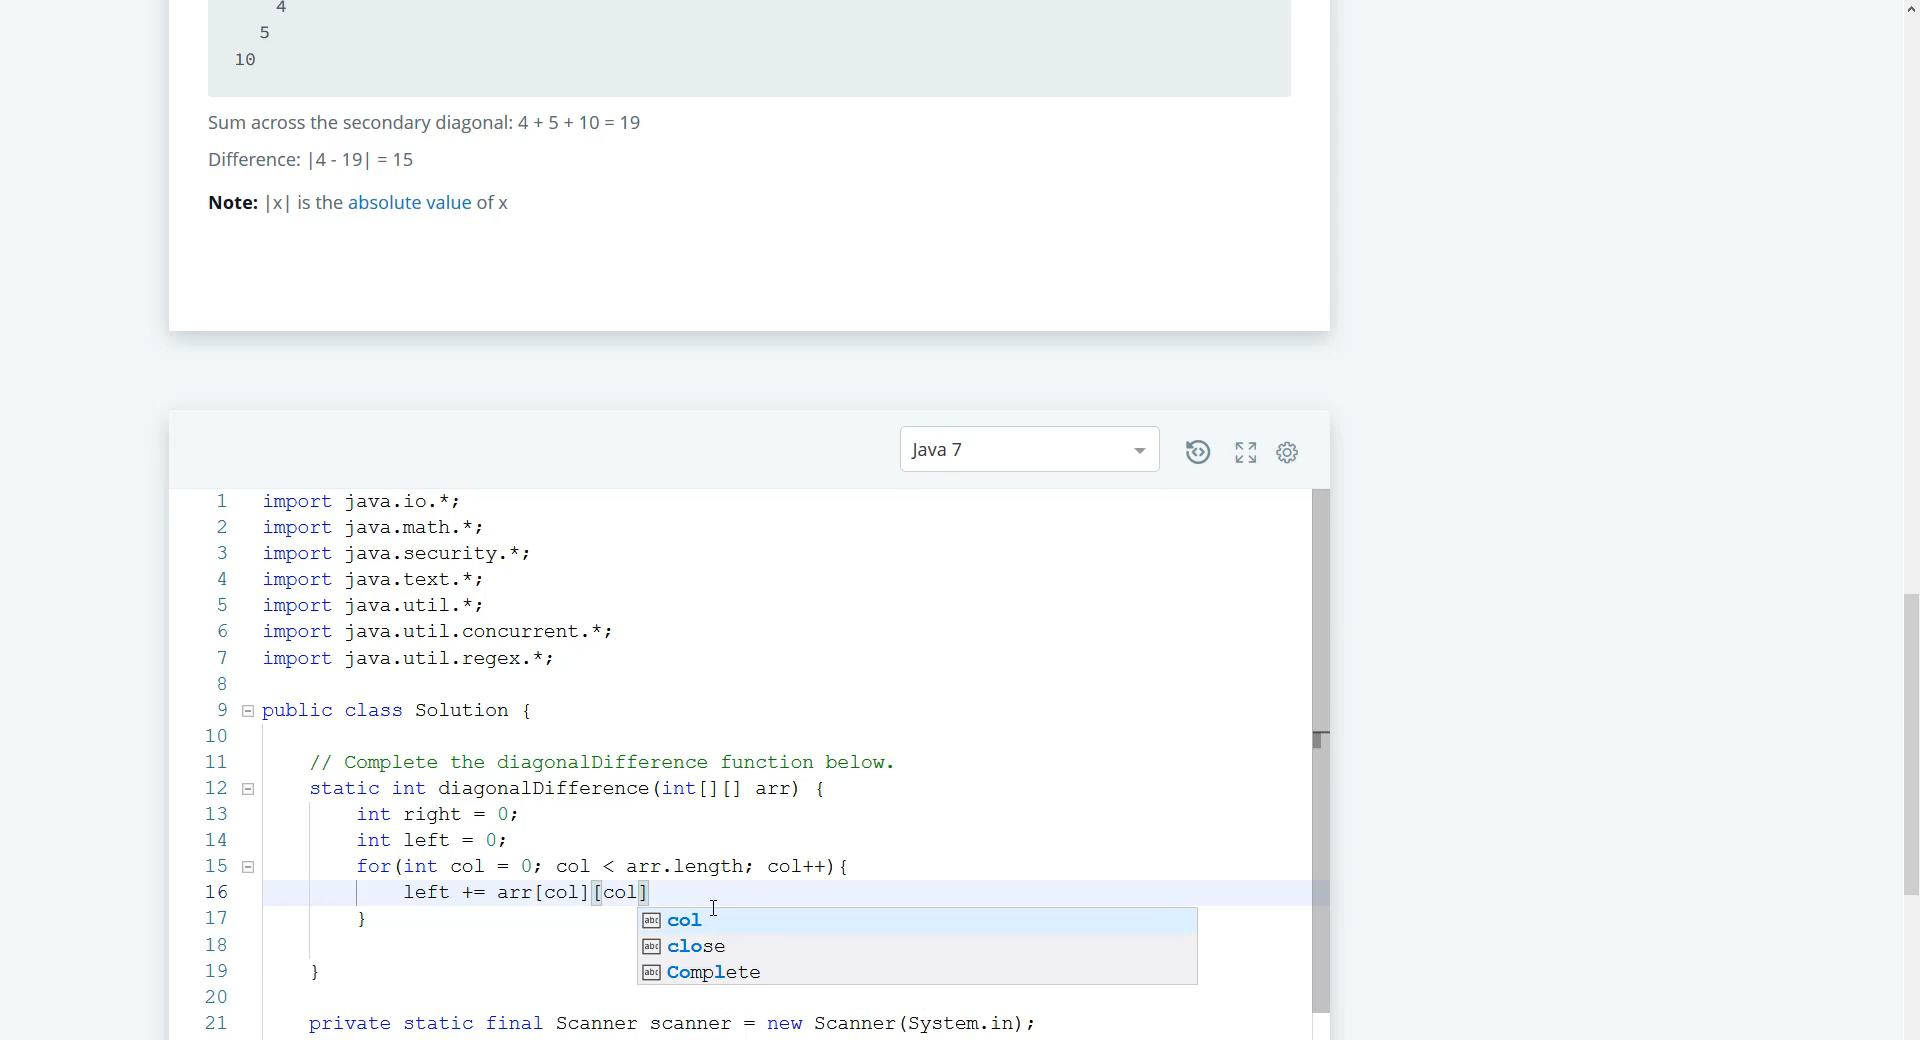 4
5
10
Sum across the secondary diagonal: 4 + 5 + 10 = 19
Difference: |4 - 19| = 15
Note: |x| is the absolute value of x
Java 7
1 import java.io.*;
2 import java.math.*;
3 import java.security.*;
4 import java.text.*;
5 import java.util.*;
6 import java.util.concurrent.*;
7 import java.util.regex.*;
8
9 public class Solution {
10
11 // Complete the diagonalDifference function below.
12 static int diagonalDifference(int[][] arr) {
13 int right = 0;
14 int left = 0;
15 for(int col = 0; col < arr.length; col++){
16 left += arr[col][col]
17 }
abc col
18
abc close
19 }
abc Complete
20
21 private static final Scanner scanner = new Scanner(System.in);